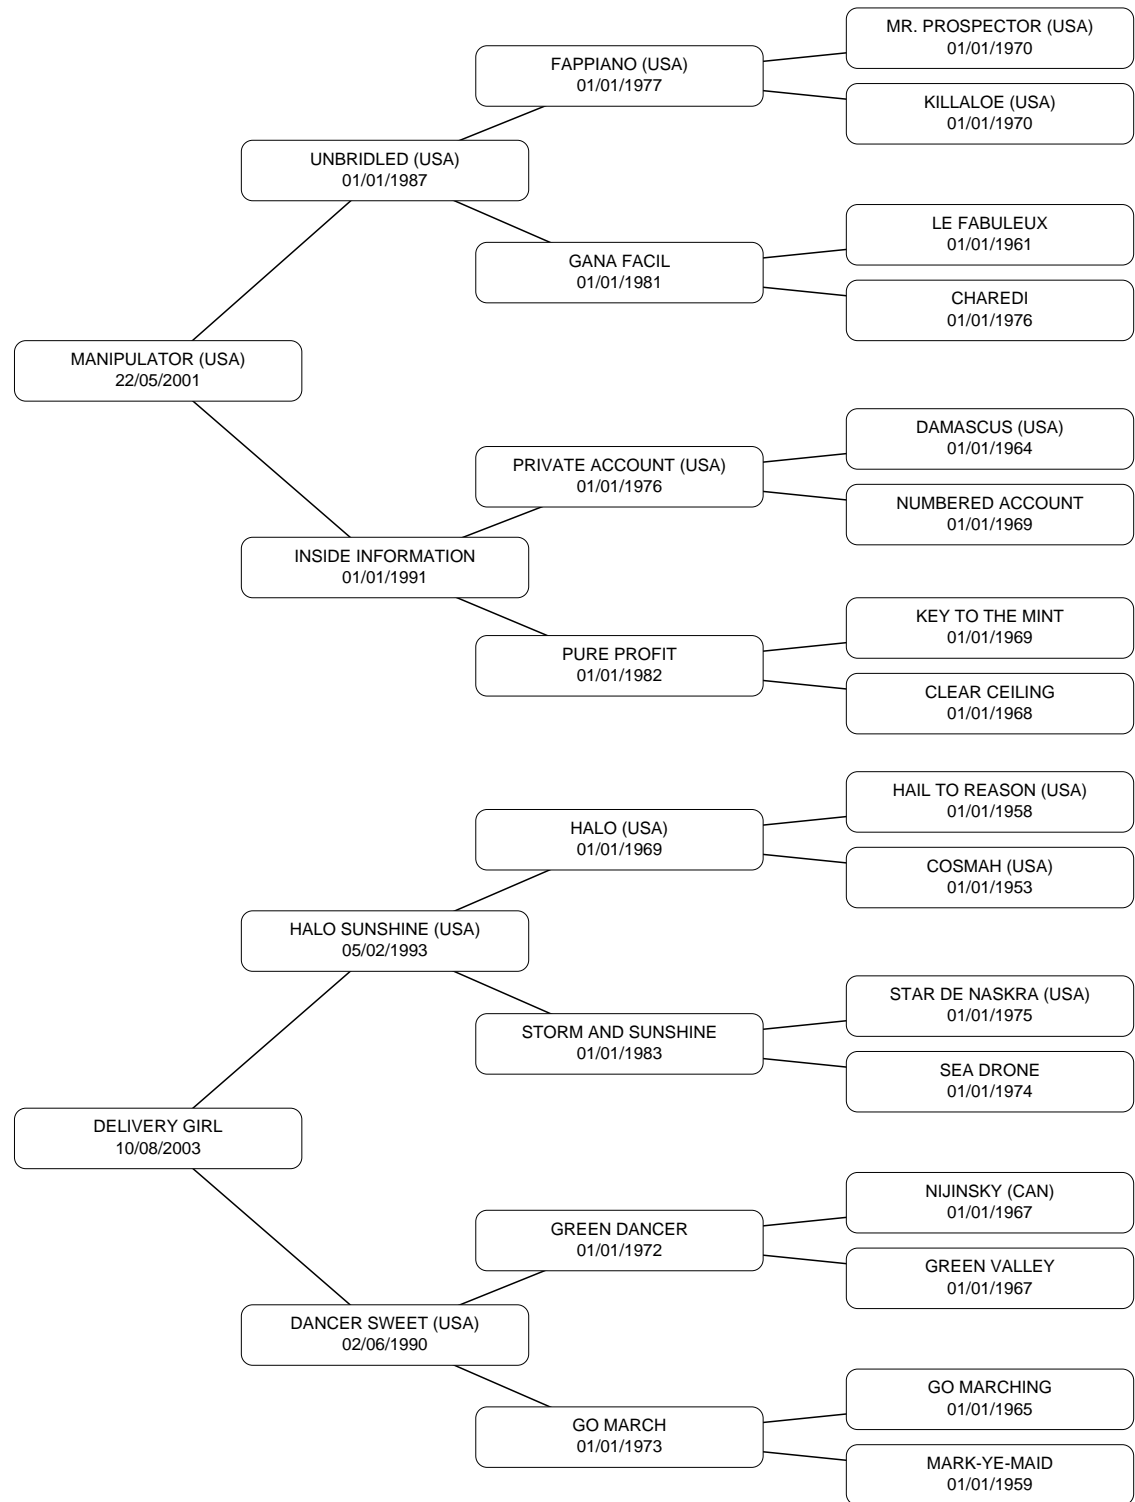 MR. PROSPECTOR (USA)
01/01/1970
FAPPIANO (USA)
01/01/1977
KILLALOE (USA)
01/01/1970
UNBRIDLED (USA)
01/01/1987
LE FABULEUX
01/01/1961
GANA FACIL
01/01/1981
CHAREDI
01/01/1976
MANIPULATOR (USA)
22/05/2001
DAMASCUS (USA)
01/01/1964
PRIVATE ACCOUNT (USA)
01/01/1976
NUMBERED ACCOUNT
01/01/1969
INSIDE INFORMATION
01/01/1991
KEY TO THE MINT
01/01/1969
PURE PROFIT
01/01/1982
CLEAR CEILING
01/01/1968
HAIL TO REASON (USA)
01/01/1958
HALO (USA)
01/01/1969
COSMAH (USA)
01/01/1953
HALO SUNSHINE (USA)
05/02/1993
STAR DE NASKRA (USA)
01/01/1975
STORM AND SUNSHINE
01/01/1983
SEA DRONE
01/01/1974
DELIVERY GIRL
10/08/2003
NIJINSKY (CAN)
01/01/1967
GREEN DANCER
01/01/1972
GREEN VALLEY
01/01/1967
DANCER SWEET (USA)
02/06/1990
GO MARCHING
01/01/1965
GO MARCH
01/01/1973
MARK-YE-MAID
01/01/1959